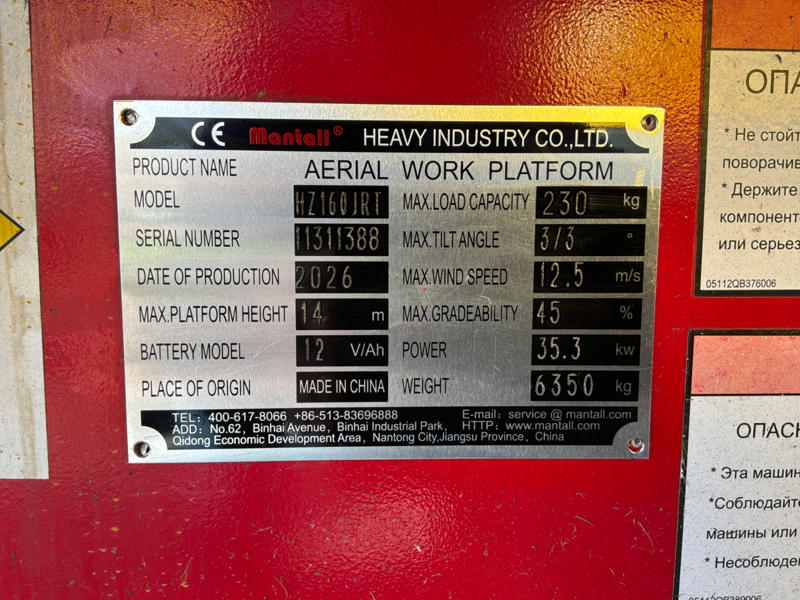 CE Mantall® HEAVY INDUSTRY CO.,LTD.
PRODUCT NAME AERIAL WORK PLATFORM
MODEL HZ160JRT MAX.LOAD CAPACITY 230 kg
SERIAL NUMBER 11311388 MAX.TILT ANGLE 3/3 °
DATE OF PRODUCTION 2026 MAX.WIND SPEED 12.5 m/s
MAX.PLATFORM HEIGHT 14 m MAX.GRADEABILITY 45 %
BATTERY MODEL 12 V/Ah POWER 35.3 kw
PLACE OF ORIGIN MADE IN CHINA WEIGHT 6350 kg
TEL: 400-617-8066 +86-513-83696888 E-mail: service @ mantall.com
ADD: No.62, Binhai Avenue, Binhai Industrial Park, HTTP: www.mantall.com
Qidong Economic Development Area, Nantong City,Jiangsu Province, China
ОПА
* Не стойт
поворачив
* Держите
компонент
или серьез
05112QB376006
ОПАСН
* Эта машин
*Соблюдайте
машины или
* Несоблюден
05112QB389006